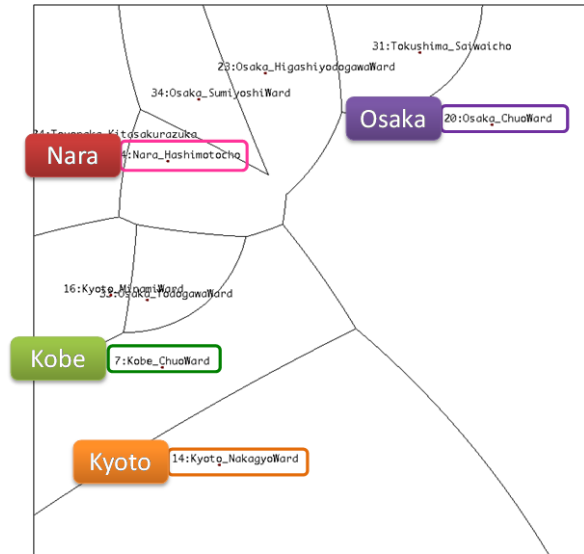 31:Tokushima_Saiwaicho
23:Osaka_HigashiyodogawaWard
34:Osaka_SumiyoshiWard
Osaka
20:Osaka_ChuoWard
Toyonaka_Kitasakurazuka
Nara
4:Nara_Hashimotocho
16:Kyoto_MinamiWard
33:Osaka_YodogawaWard
Kobe
7:Kobe_ChuoWard
Kyoto
14:Kyoto_NakagyoWard